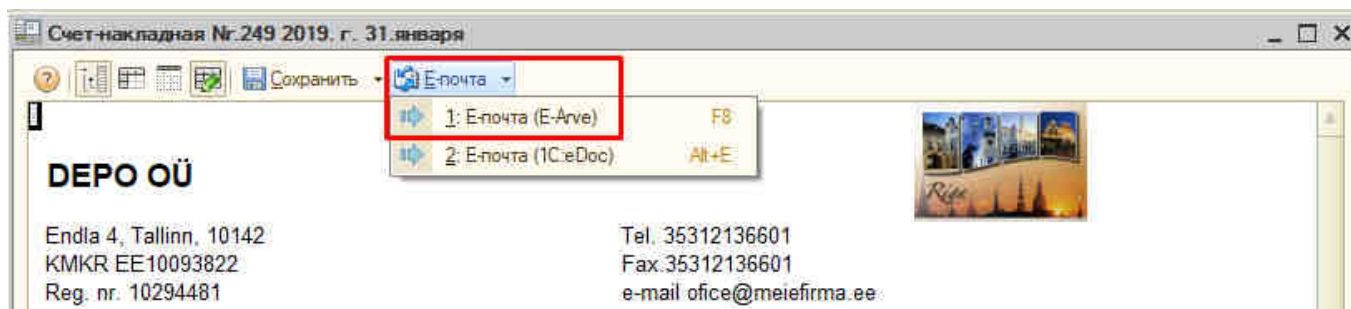 Счет-накладная Nr.249 2019. г. 31.января
Сохранить Е-почта
1: Е-почта (E-Arve) F8
2: Е-почта (1C:eDoc) Alt+E
DEPO OÜ
Riga
Endla 4, Tallinn, 10142
Tel. 35312136601
KMKR EE10093822
Fax.35312136601
Reg. nr. 10294481
e-mail ofice@meiefirma.ee